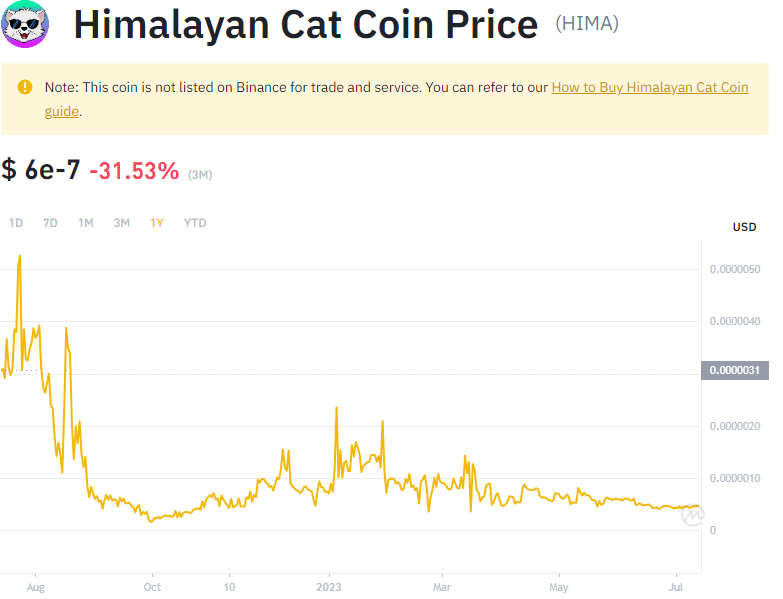 Himalayan Cat Coin Price (HIMA)
Note: This coin is not listed on Binance for trade and service. You can refer to our How to Buy Himalayan Cat Coin
guide.
$ 6e-7 -31.53% (3M)
1D 7D 1M 3M 1Y YTD
USD
0.0000050
0.0000040
0.0000031
0.0000020
0.0000010
0
Aug Oct 10 2023 Mar May Jul